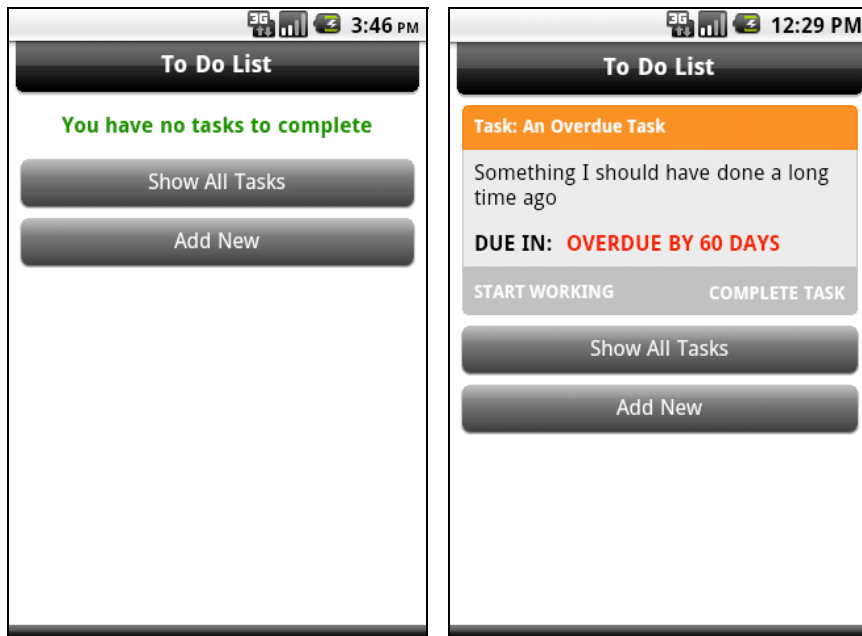 3G 3:46 PM
To Do List
You have no tasks to complete
Show All Tasks
Add New
3G 12:29 PM
To Do List
Task: An Overdue Task
Something I should have done a long
time ago
DUE IN: OVERDUE BY 60 DAYS
START WORKING COMPLETE TASK
Show All Tasks
Add New